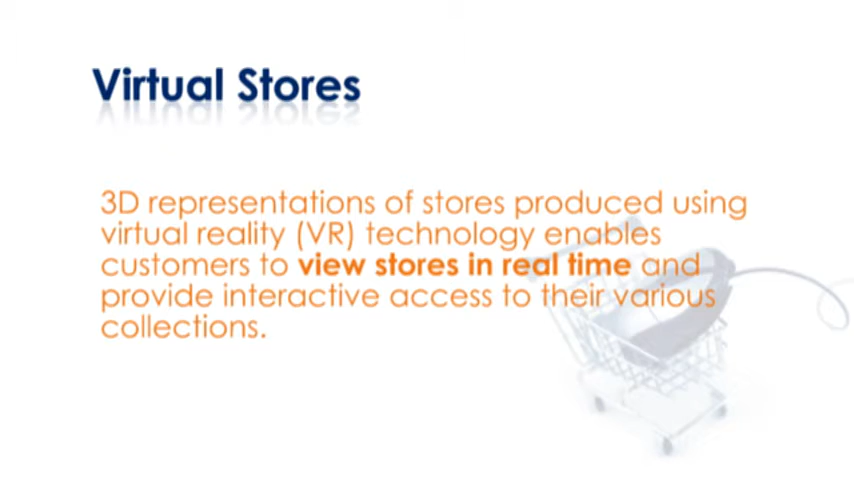 Virtual Stores
3D representations of stores produced using
virtual reality (VR) technology enables
customers to view stores in real time and
provide interactive access to their various
collections.